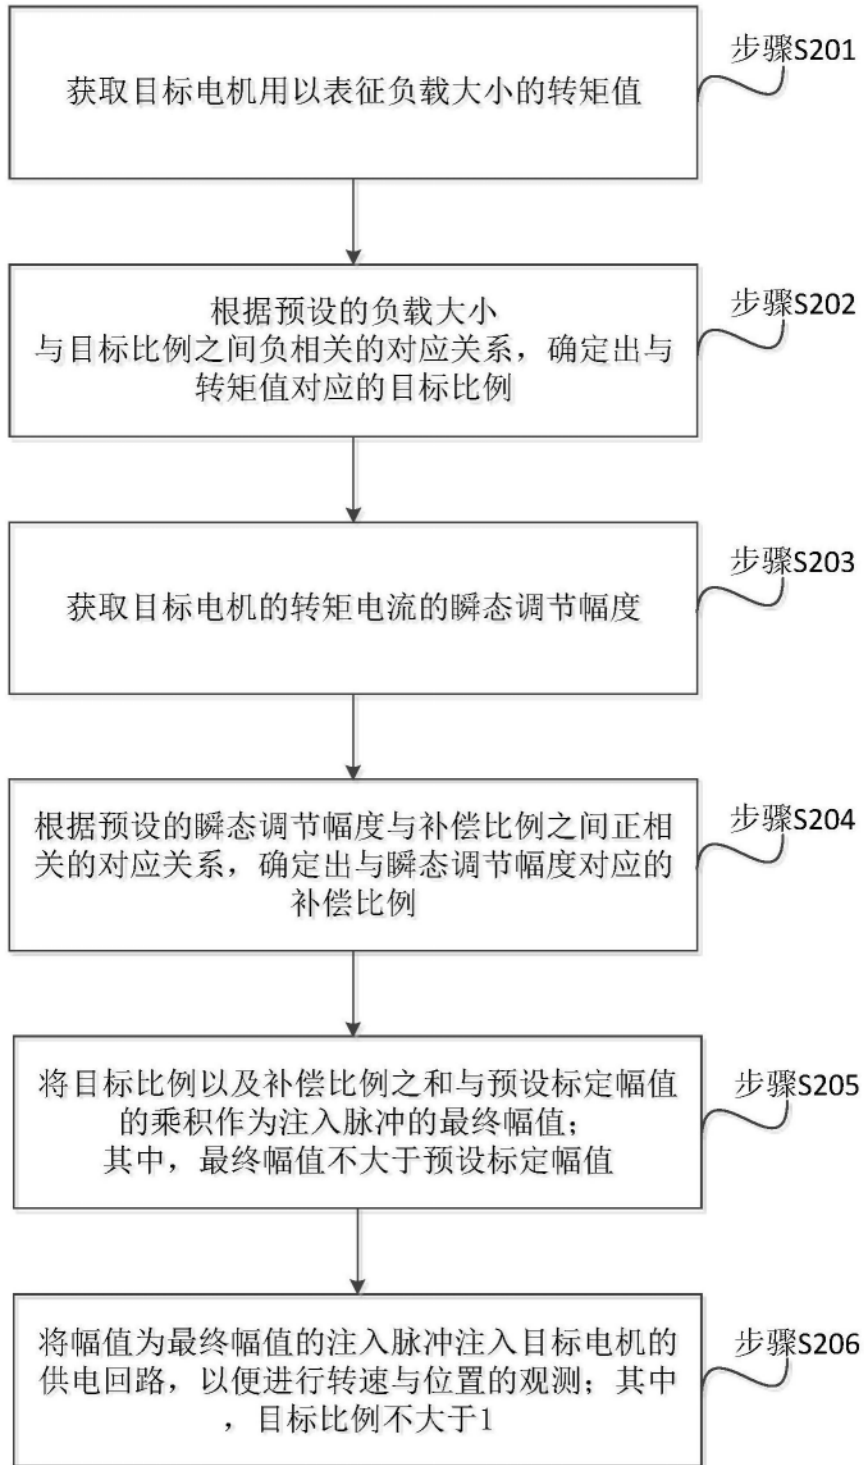 步骤S201
获取目标电机用以表征负载大小的转矩值
步骤S202
根据预设的负载大小
与目标比例之间负相关的对应关系，确定出与
转矩值对应的目标比例
步骤S203
获取目标电机的转矩电流的瞬态调节幅度
步骤S204
根据预设的瞬态调节幅度与补偿比例之间正相
关的对应关系，确定出与瞬态调节幅度对应的
补偿比例
步骤S205
将目标比例以及补偿比例之和与预设标定幅值
的乘积作为注入脉冲的最终幅值；
其中，最终幅值不大于预设标定幅值
步骤S206
将幅值为最终幅值的注入脉冲注入目标电机的
供电回路，以便进行转速与位置的观测；其中
，目标比例不大于1